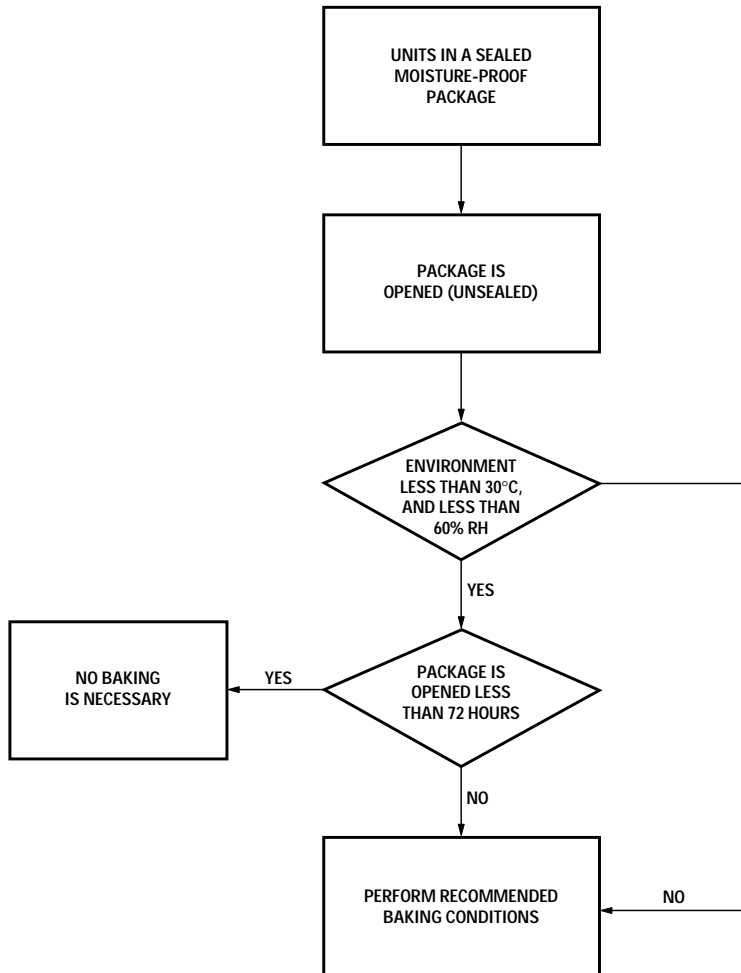 UNITS IN A SEALED
MOISTURE-PROOF
PACKAGE
PACKAGE IS
OPENED (UNSEALED)
ENVIRONMENT
LESS THAN 30°C,
AND LESS THAN
60% RH
YES
PACKAGE IS
OPENED LESS
THAN 72 HOURS
YES
NO BAKING
IS NECESSARY
NO
PERFORM RECOMMENDED
BAKING CONDITIONS
NO